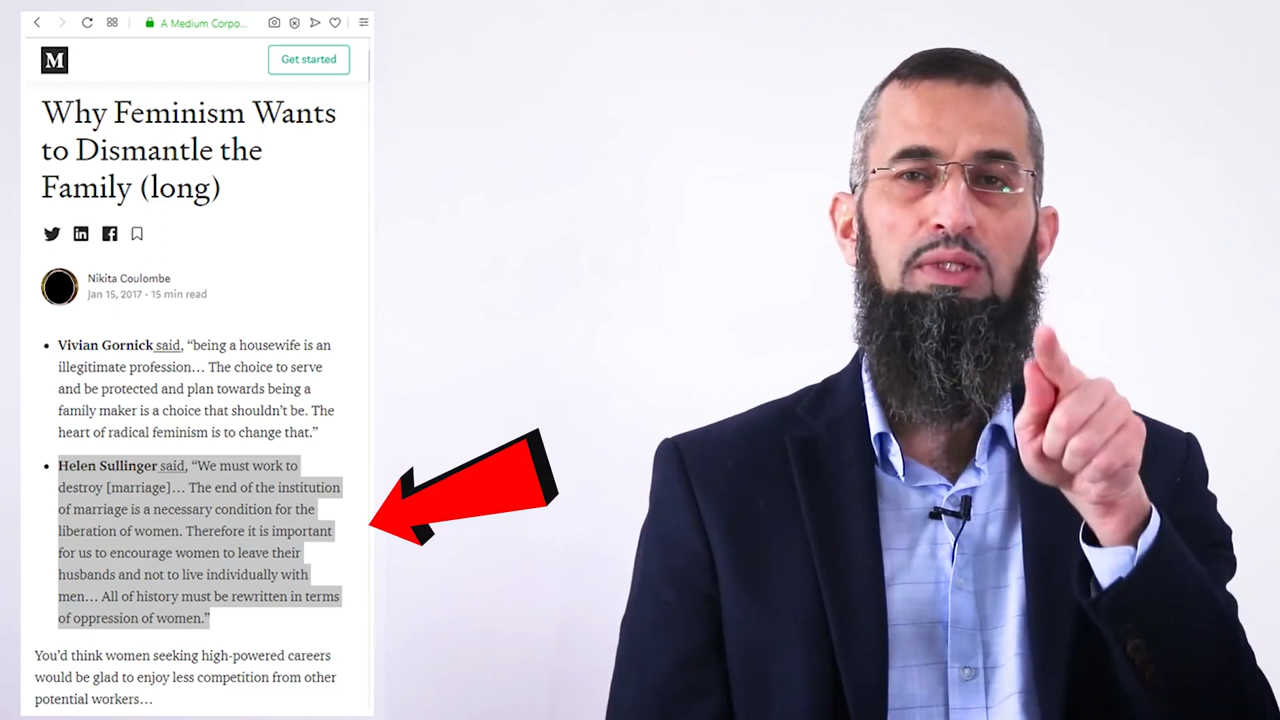 A Medium Corpo...
M
Get started
Why Feminism Wants
to Dismantle the
Family (long)
Nikita Coulombe
Jan 15, 2017 · 15 min read
• Vivian Gornick said, “being a housewife is an
illegitimate profession… The choice to serve
and be protected and plan towards being a
family maker is a choice that shouldn’t be. The
heart of radical feminism is to change that.”
• Helen Sullinger said, “We must work to
destroy [marriage]… The end of the institution
of marriage is a necessary condition for the
liberation of women. Therefore it is important
for us to encourage women to leave their
husbands and not to live individually with
men… All of history must be rewritten in terms
of oppression of women.”
You’d think women seeking high-powered careers
would be glad to enjoy less competition from other
potential workers…